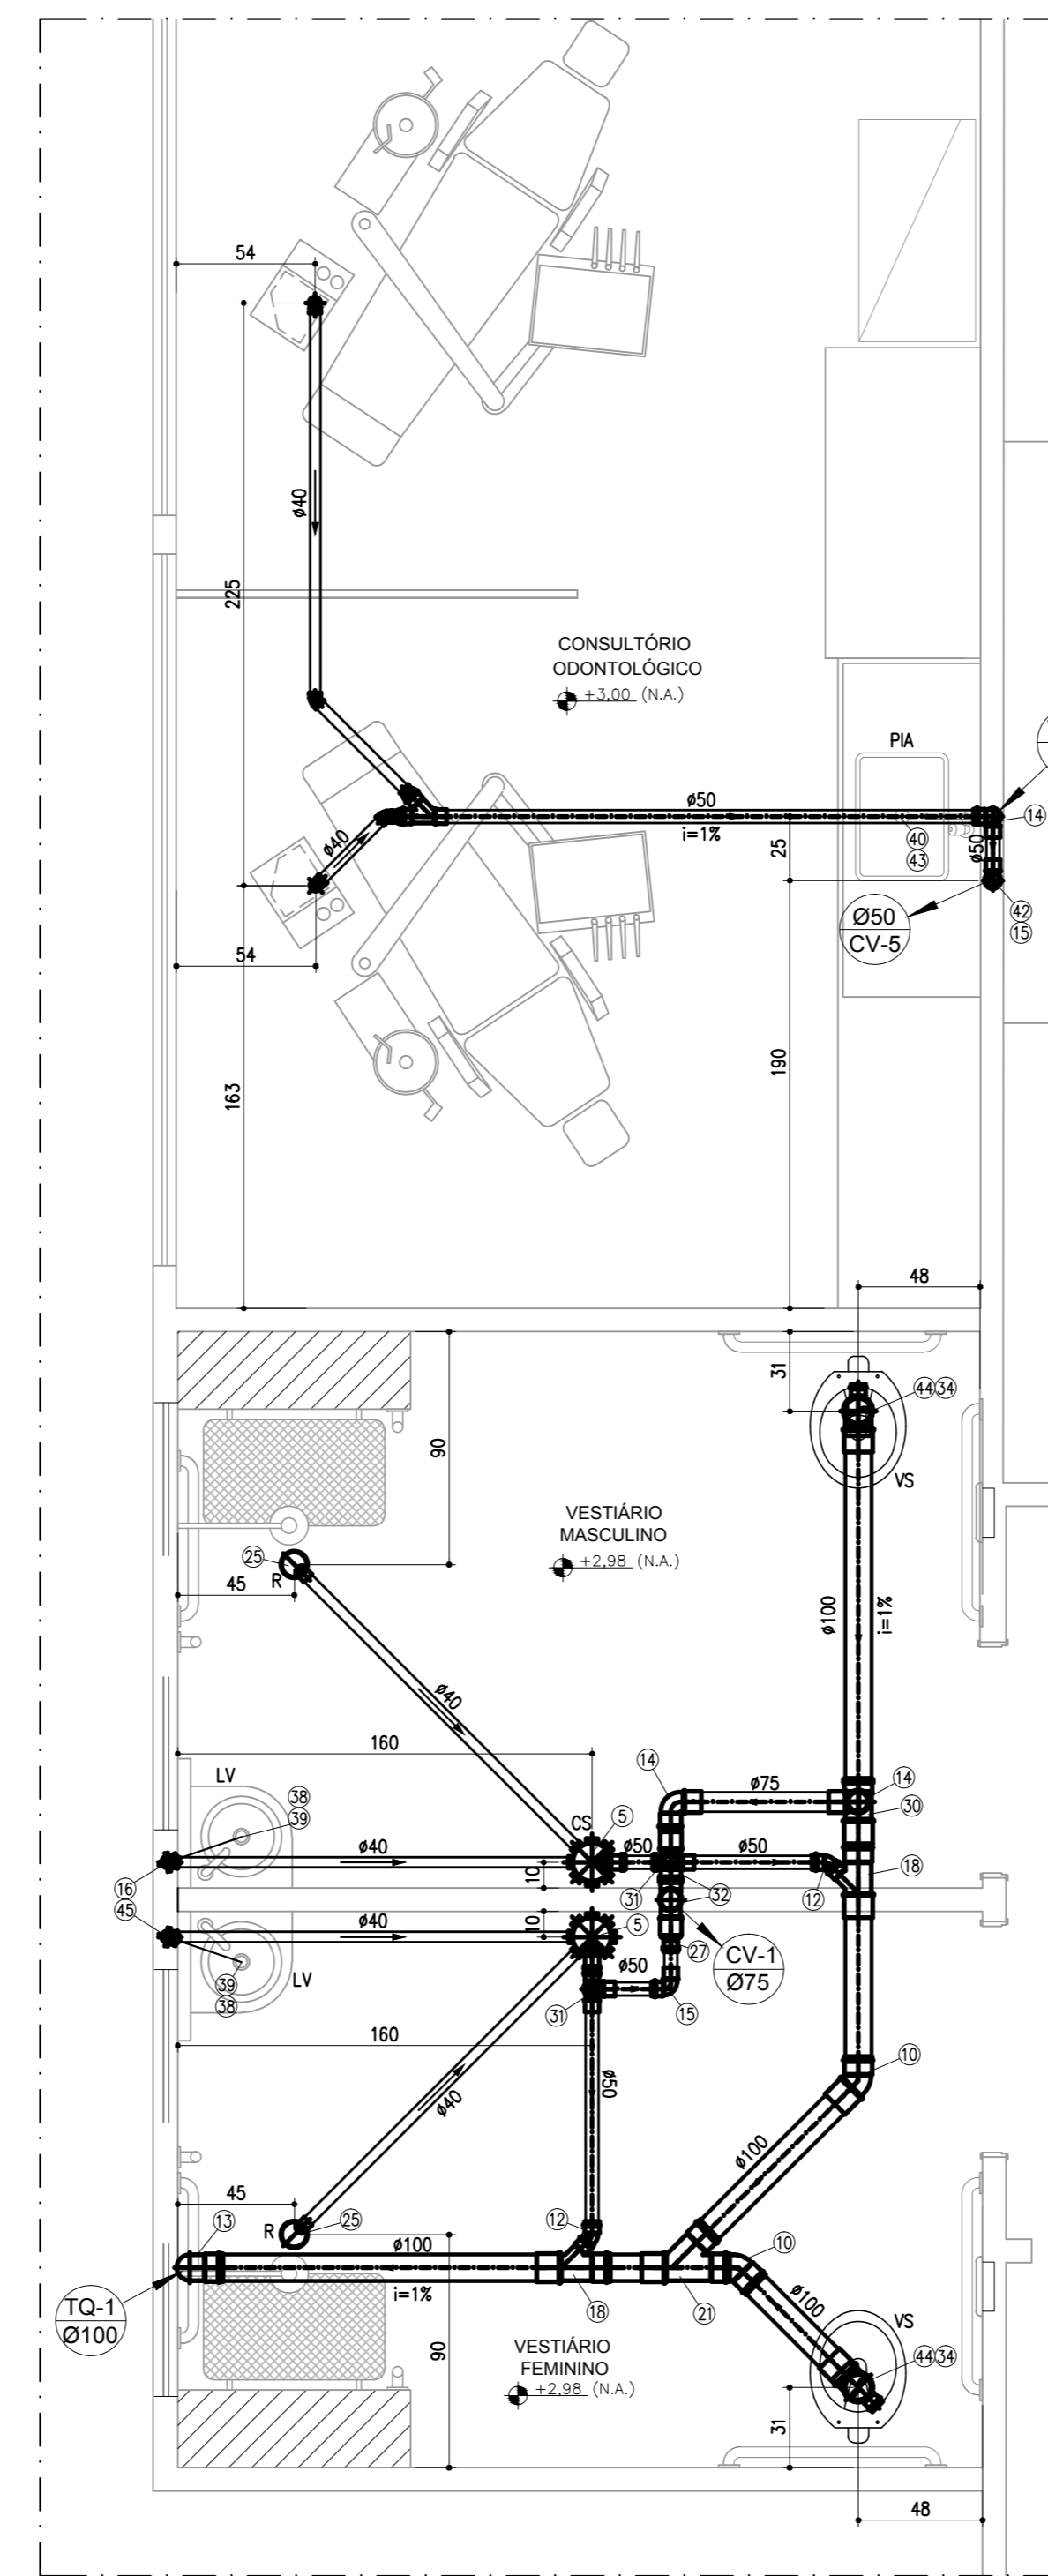 54
ø40
225
CONSULTÓRIO
ODONTOLÓGICO
+3,00 (N.A.)
PIA
ø50
i=1%
14
40
43
25
ø50
ø40
42
15
Ø50
CV-5
54
163
190
48
31
90
44 34
VS
VESTIÁRIO
MASCULINO
+2,98 (N.A.)
25
R
45
ø100
i=1%
ø40
160
LV
38
39
14
ø75
14
30
CS
5
ø40
ø50
ø50
18
16
45
10
31
32
12
ø40
10
5
27
CV-1
Ø75
39
38
LV
ø50
31
15
160
ø50
10
ø40
ø100
45
13
R
25
12
ø100
10
TQ-1
Ø100
i=1%
18
21
ø100
VS
90
VESTIÁRIO
FEMININO
+2,98 (N.A.)
44 34
31
48